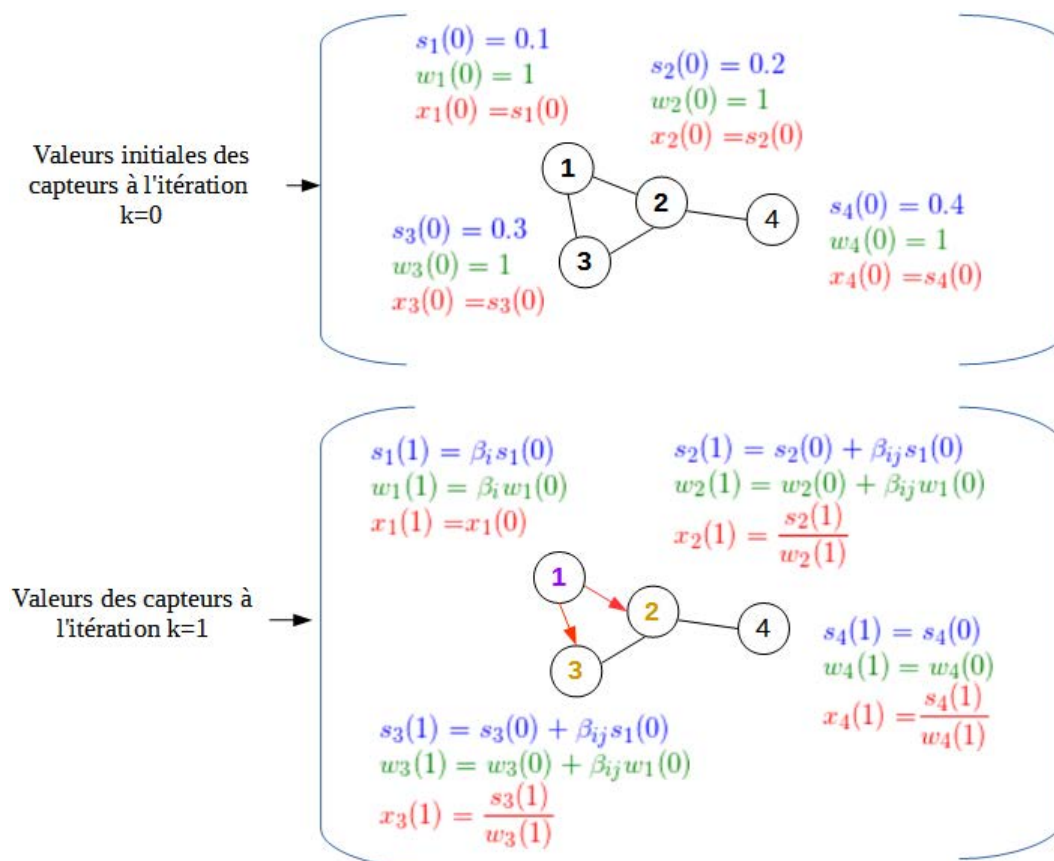 s₁(0) = 0.1
w₁(0) = 1
x₁(0) =s₁(0)
s₂(0) = 0.2
w₂(0) = 1
x₂(0) =s₂(0)
Valeurs initiales des
capteurs à l'itération
k=0
1
2
3
4
s₃(0) = 0.3
w₃(0) = 1
x₃(0) =s₃(0)
s₄(0) = 0.4
w₄(0) = 1
x₄(0) =s₄(0)
s₁(1) = βᵢs₁(0)
w₁(1) = βᵢw₁(0)
x₁(1) =x₁(0)
s₂(1) = s₂(0) + βᵢⱼs₁(0)
w₂(1) = w₂(0) + βᵢⱼw₁(0)
x₂(1) = s₂(1)/w₂(1)
Valeurs des capteurs à
l'itération k=1
1
2
3
4
s₄(1) = s₄(0)
w₄(1) = w₄(0)
x₄(1) =s₄(1)/w₄(1)
s₃(1) = s₃(0) + βᵢⱼs₁(0)
w₃(1) = w₃(0) + βᵢⱼw₁(0)
x₃(1) = s₃(1)/w₃(1)